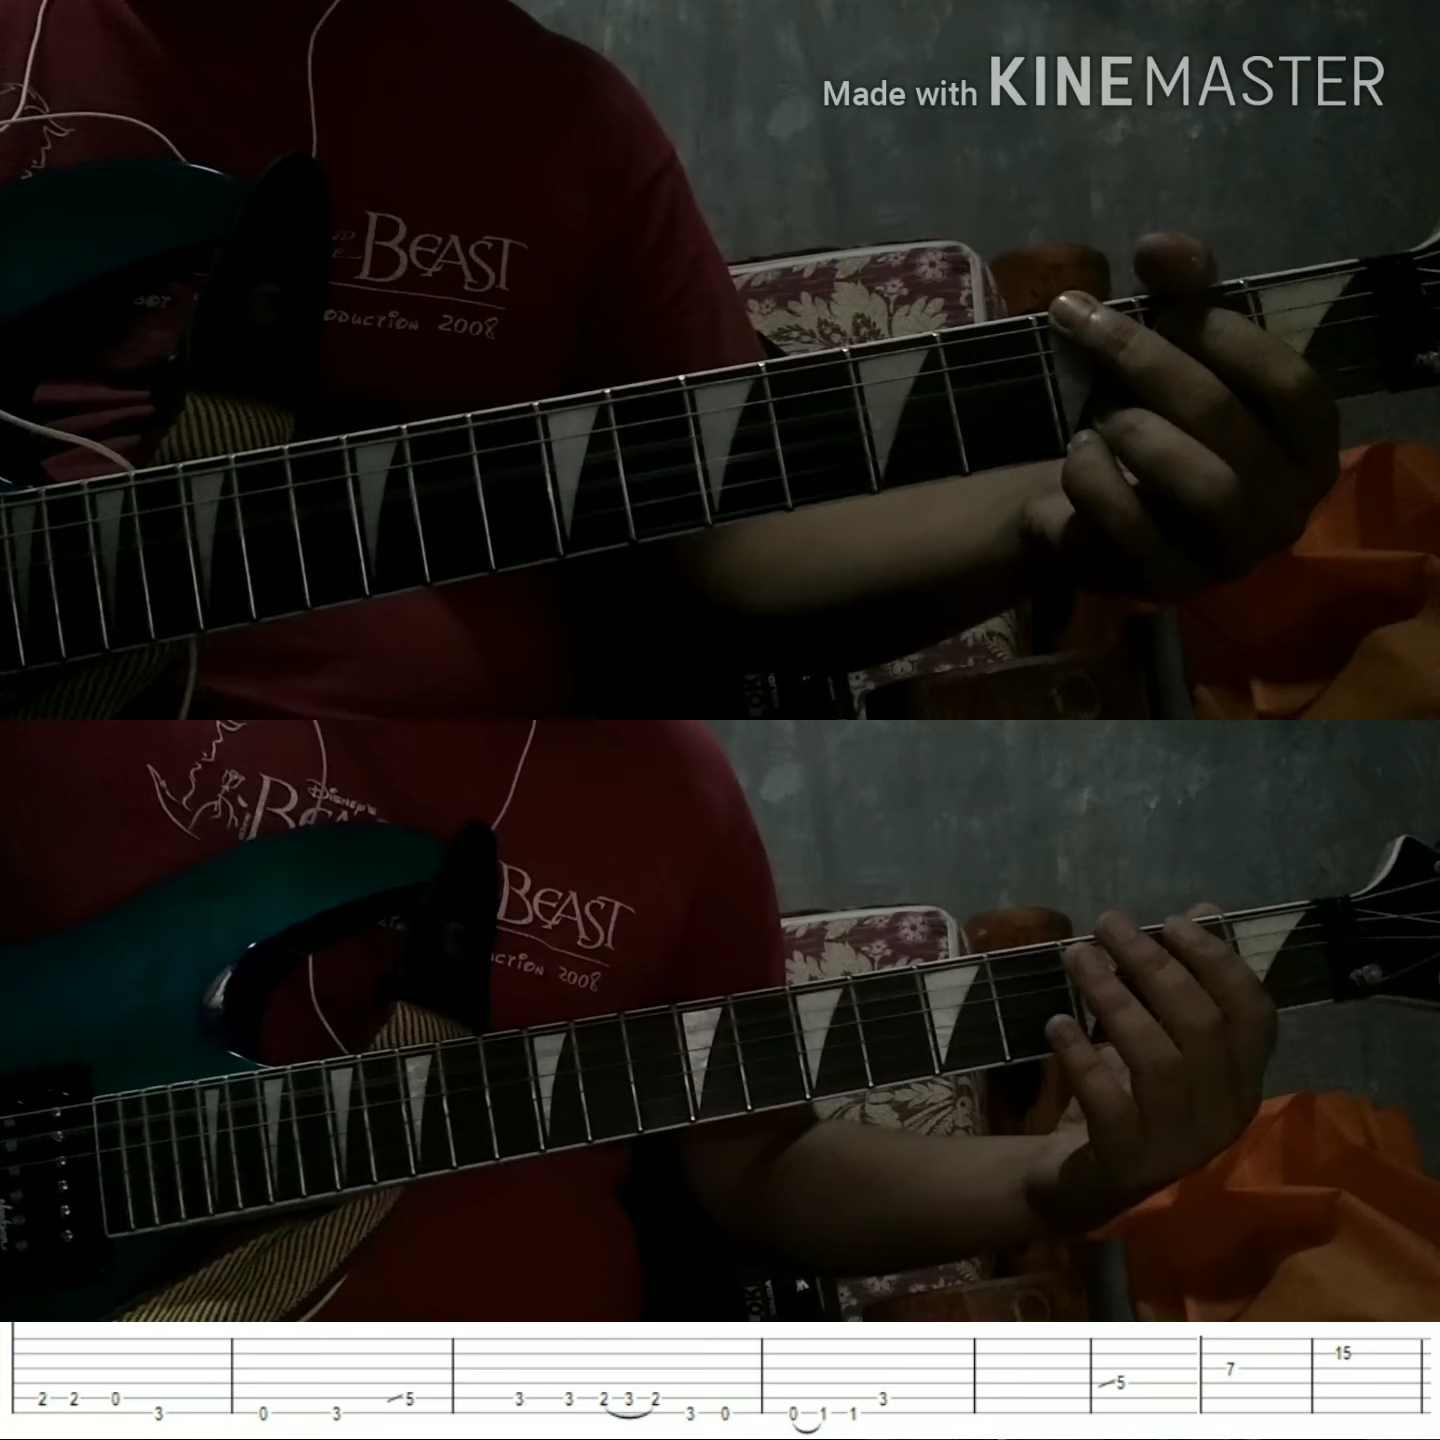 Made with KINEMASTER
BEAST
ODUCTION 2008
DISNEY'S
BEAST
CTION 2008
15
7
5
2 2 0 5 3 3 2 3 2 3
3 0 3 3 0 0 1 1